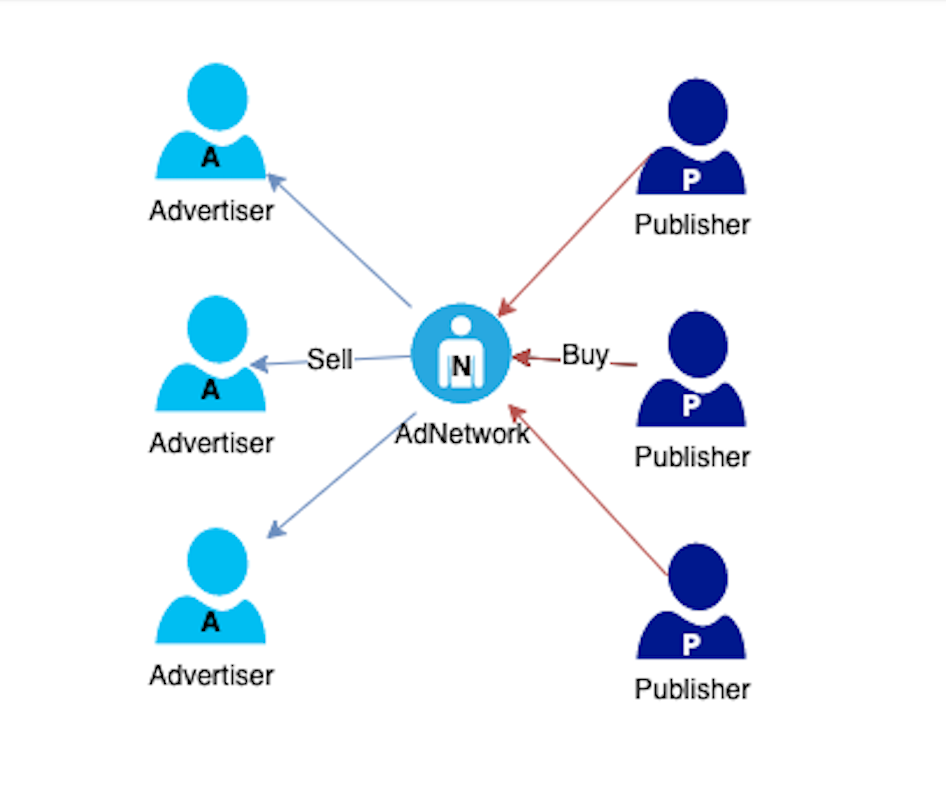 A
Advertiser
P
Publisher
A
Advertiser
Sell
N
AdNetwork
Buy
P
Publisher
A
Advertiser
P
Publisher